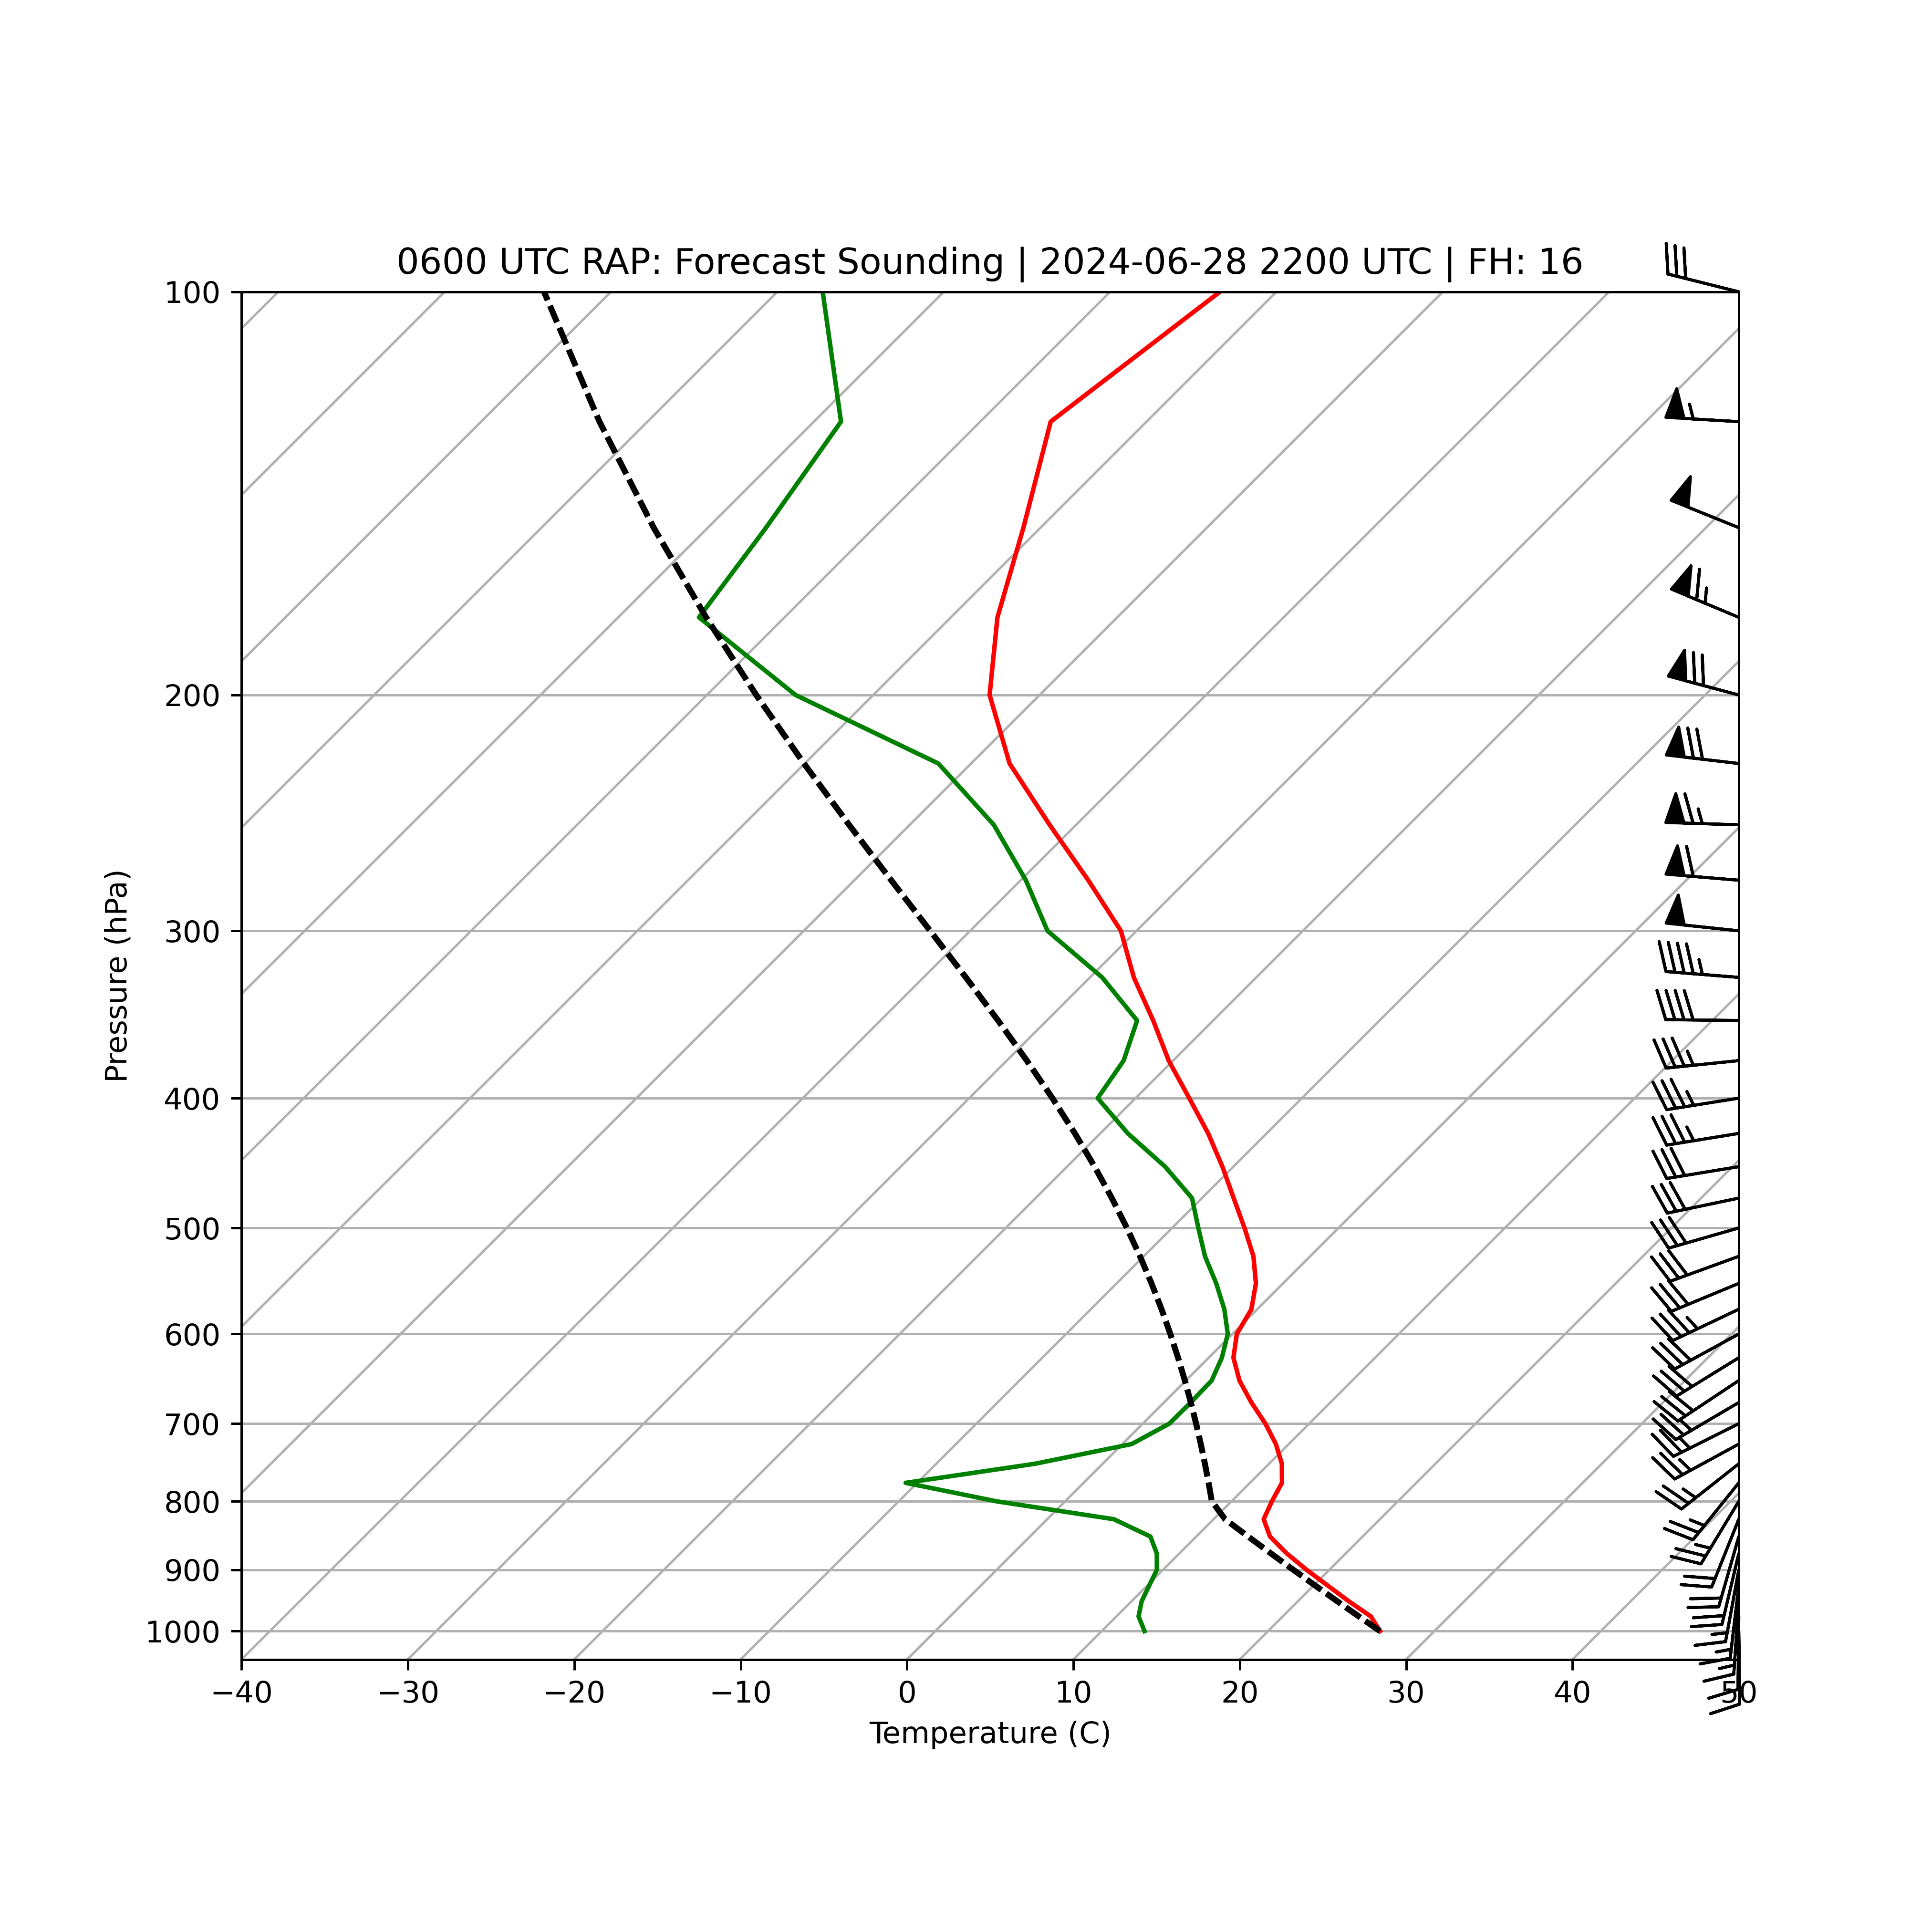 0600 UTC RAP: Forecast Sounding | 2024-06-28 2200 UTC | FH: 16
100
200
300
400
500
600
700
800
900
1000
Pressure (hPa)
−40 −30 −20 −10 0 10 20 30 40 50
Temperature (C)